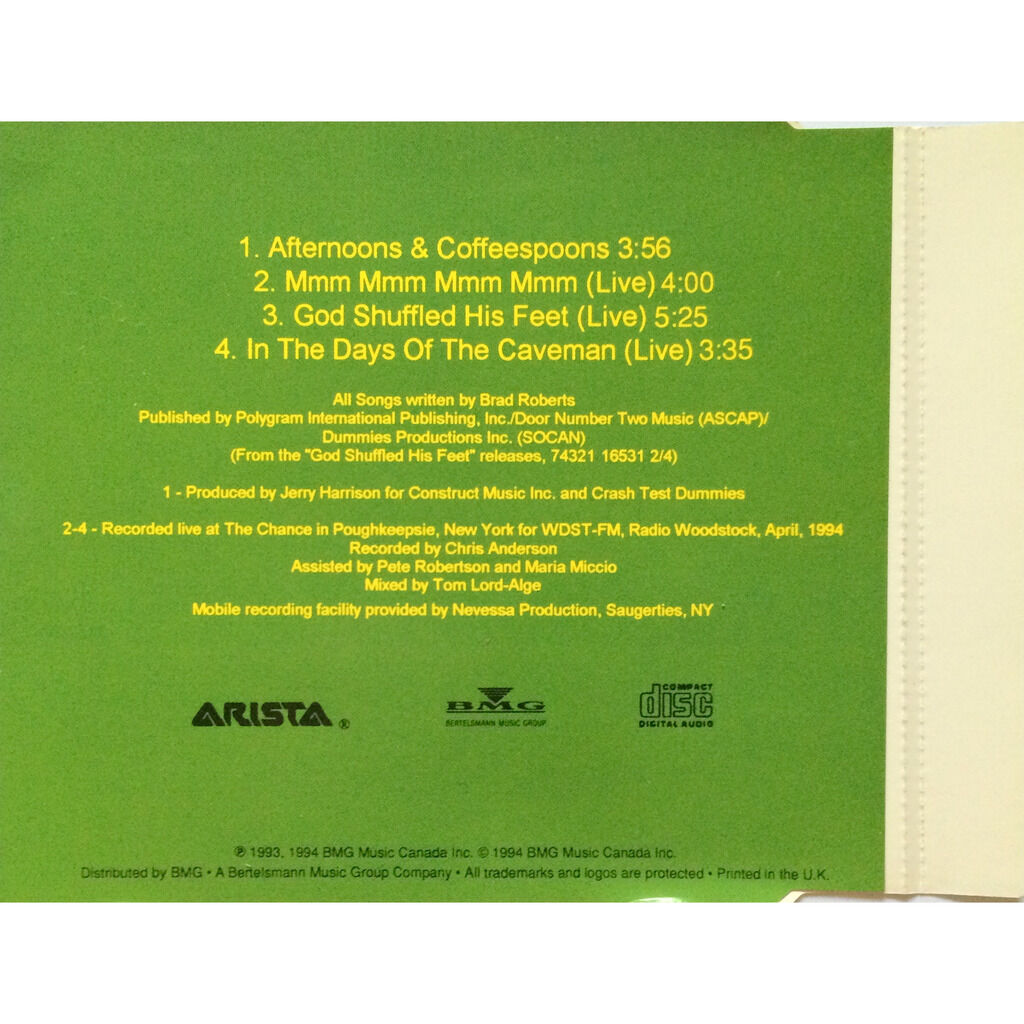 1. Afternoons & Coffeespoons 3:56
2. Mmm Mmm Mmm Mmm (Live) 4:00
3. God Shuffled His Feet (Live) 5:25
4. In The Days Of The Caveman (Live) 3:35
All Songs written by Brad Roberts
Published by Polygram International Publishing, Inc./Door Number Two Music (ASCAP)/
Dummies Productions Inc. (SOCAN)
(From the "God Shuffled His Feet" releases, 74321 16531 2/4)
1 - Produced by Jerry Harrison for Construct Music Inc. and Crash Test Dummies
2-4 - Recorded live at The Chance in Poughkeepsie, New York for WDST-FM, Radio Woodstock, April, 1994
Recorded by Chris Anderson
Assisted by Pete Robertson and Maria Miccio
Mixed by Tom Lord-Alge
Mobile recording facility provided by Nevessa Production, Saugerties, NY
ARISTA ®
BMG
BERTELSMANN MUSIC GROUP
COMPACT
disc
DIGITAL AUDIO
℗ 1993, 1994 BMG Music Canada Inc. © 1994 BMG Music Canada Inc.
Distributed by BMG • A Bertelsmann Music Group Company • All trademarks and logos are protected • Printed in the U.K.